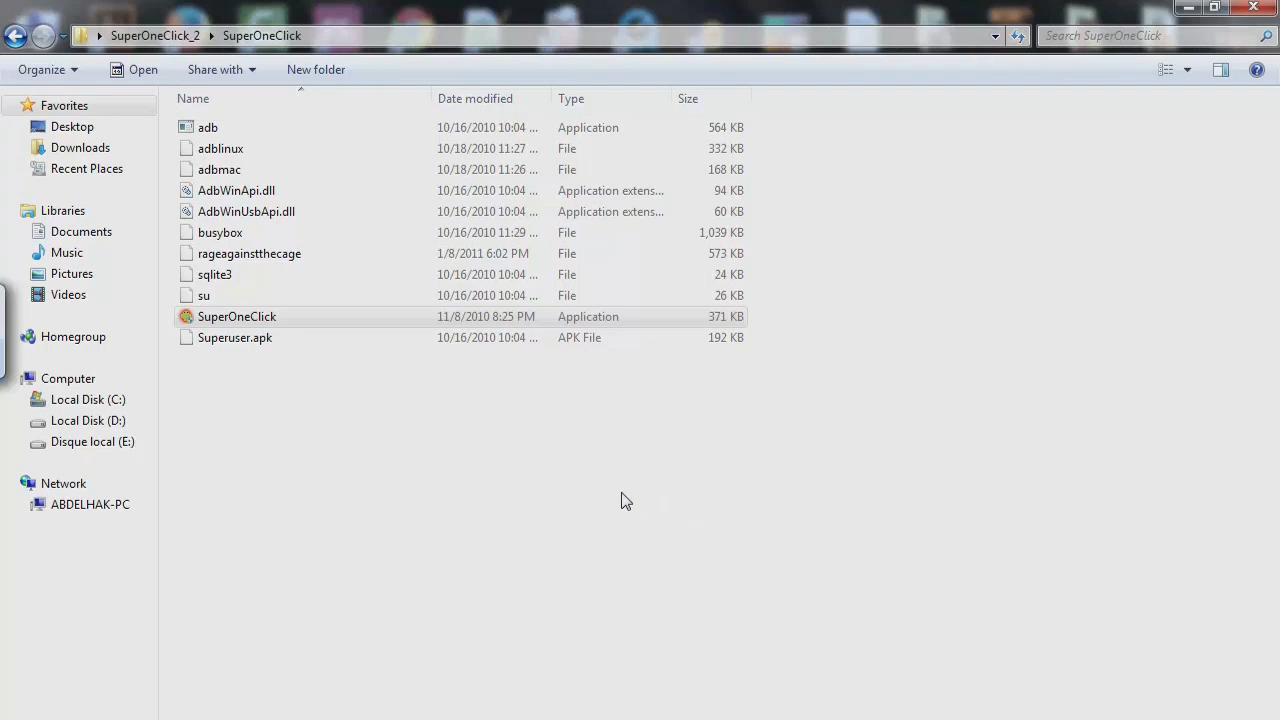 SuperOneClick_2 SuperOneClick Search SuperOneClick
Organize Open Share with New folder
Name Date modified Type Size
Favorites
Desktop
Downloads
Recent Places
Libraries
Documents
Music
Pictures
Videos
Homegroup
Computer
Local Disk (C:)
Local Disk (D:)
Disque local (E:)
Network
ABDELHAK-PC
adb 10/16/2010 10:04 ... Application 564 KB
adblinux 10/18/2010 11:27 ... File 332 KB
adbmac 10/18/2010 11:26 ... File 168 KB
AdbWinApi.dll 10/16/2010 10:04 ... Application extens... 94 KB
AdbWinUsbApi.dll 10/16/2010 10:04 ... Application extens... 60 KB
busybox 10/16/2010 11:29 ... File 1,039 KB
rageagainstthecage 1/8/2011 6:02 PM File 573 KB
sqlite3 10/16/2010 10:04 ... File 24 KB
su 10/16/2010 10:04 ... File 26 KB
SuperOneClick 11/8/2010 8:25 PM Application 371 KB
Superuser.apk 10/16/2010 10:04 ... APK File 192 KB